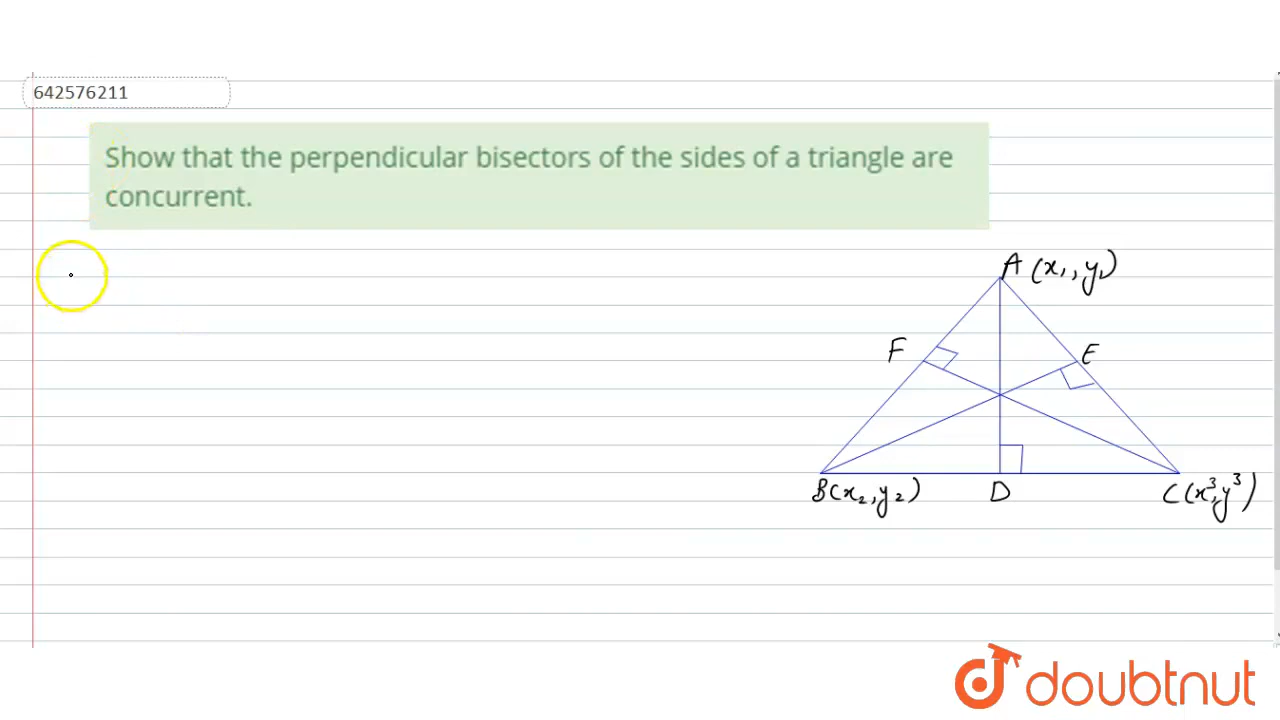 642576211
Show that the perpendicular bisectors of the sides of a triangle are
concurrent.
A (x₁, y₁)
F
E
B(x₂, y₂)
D
C(x³, y³)
doubtnut